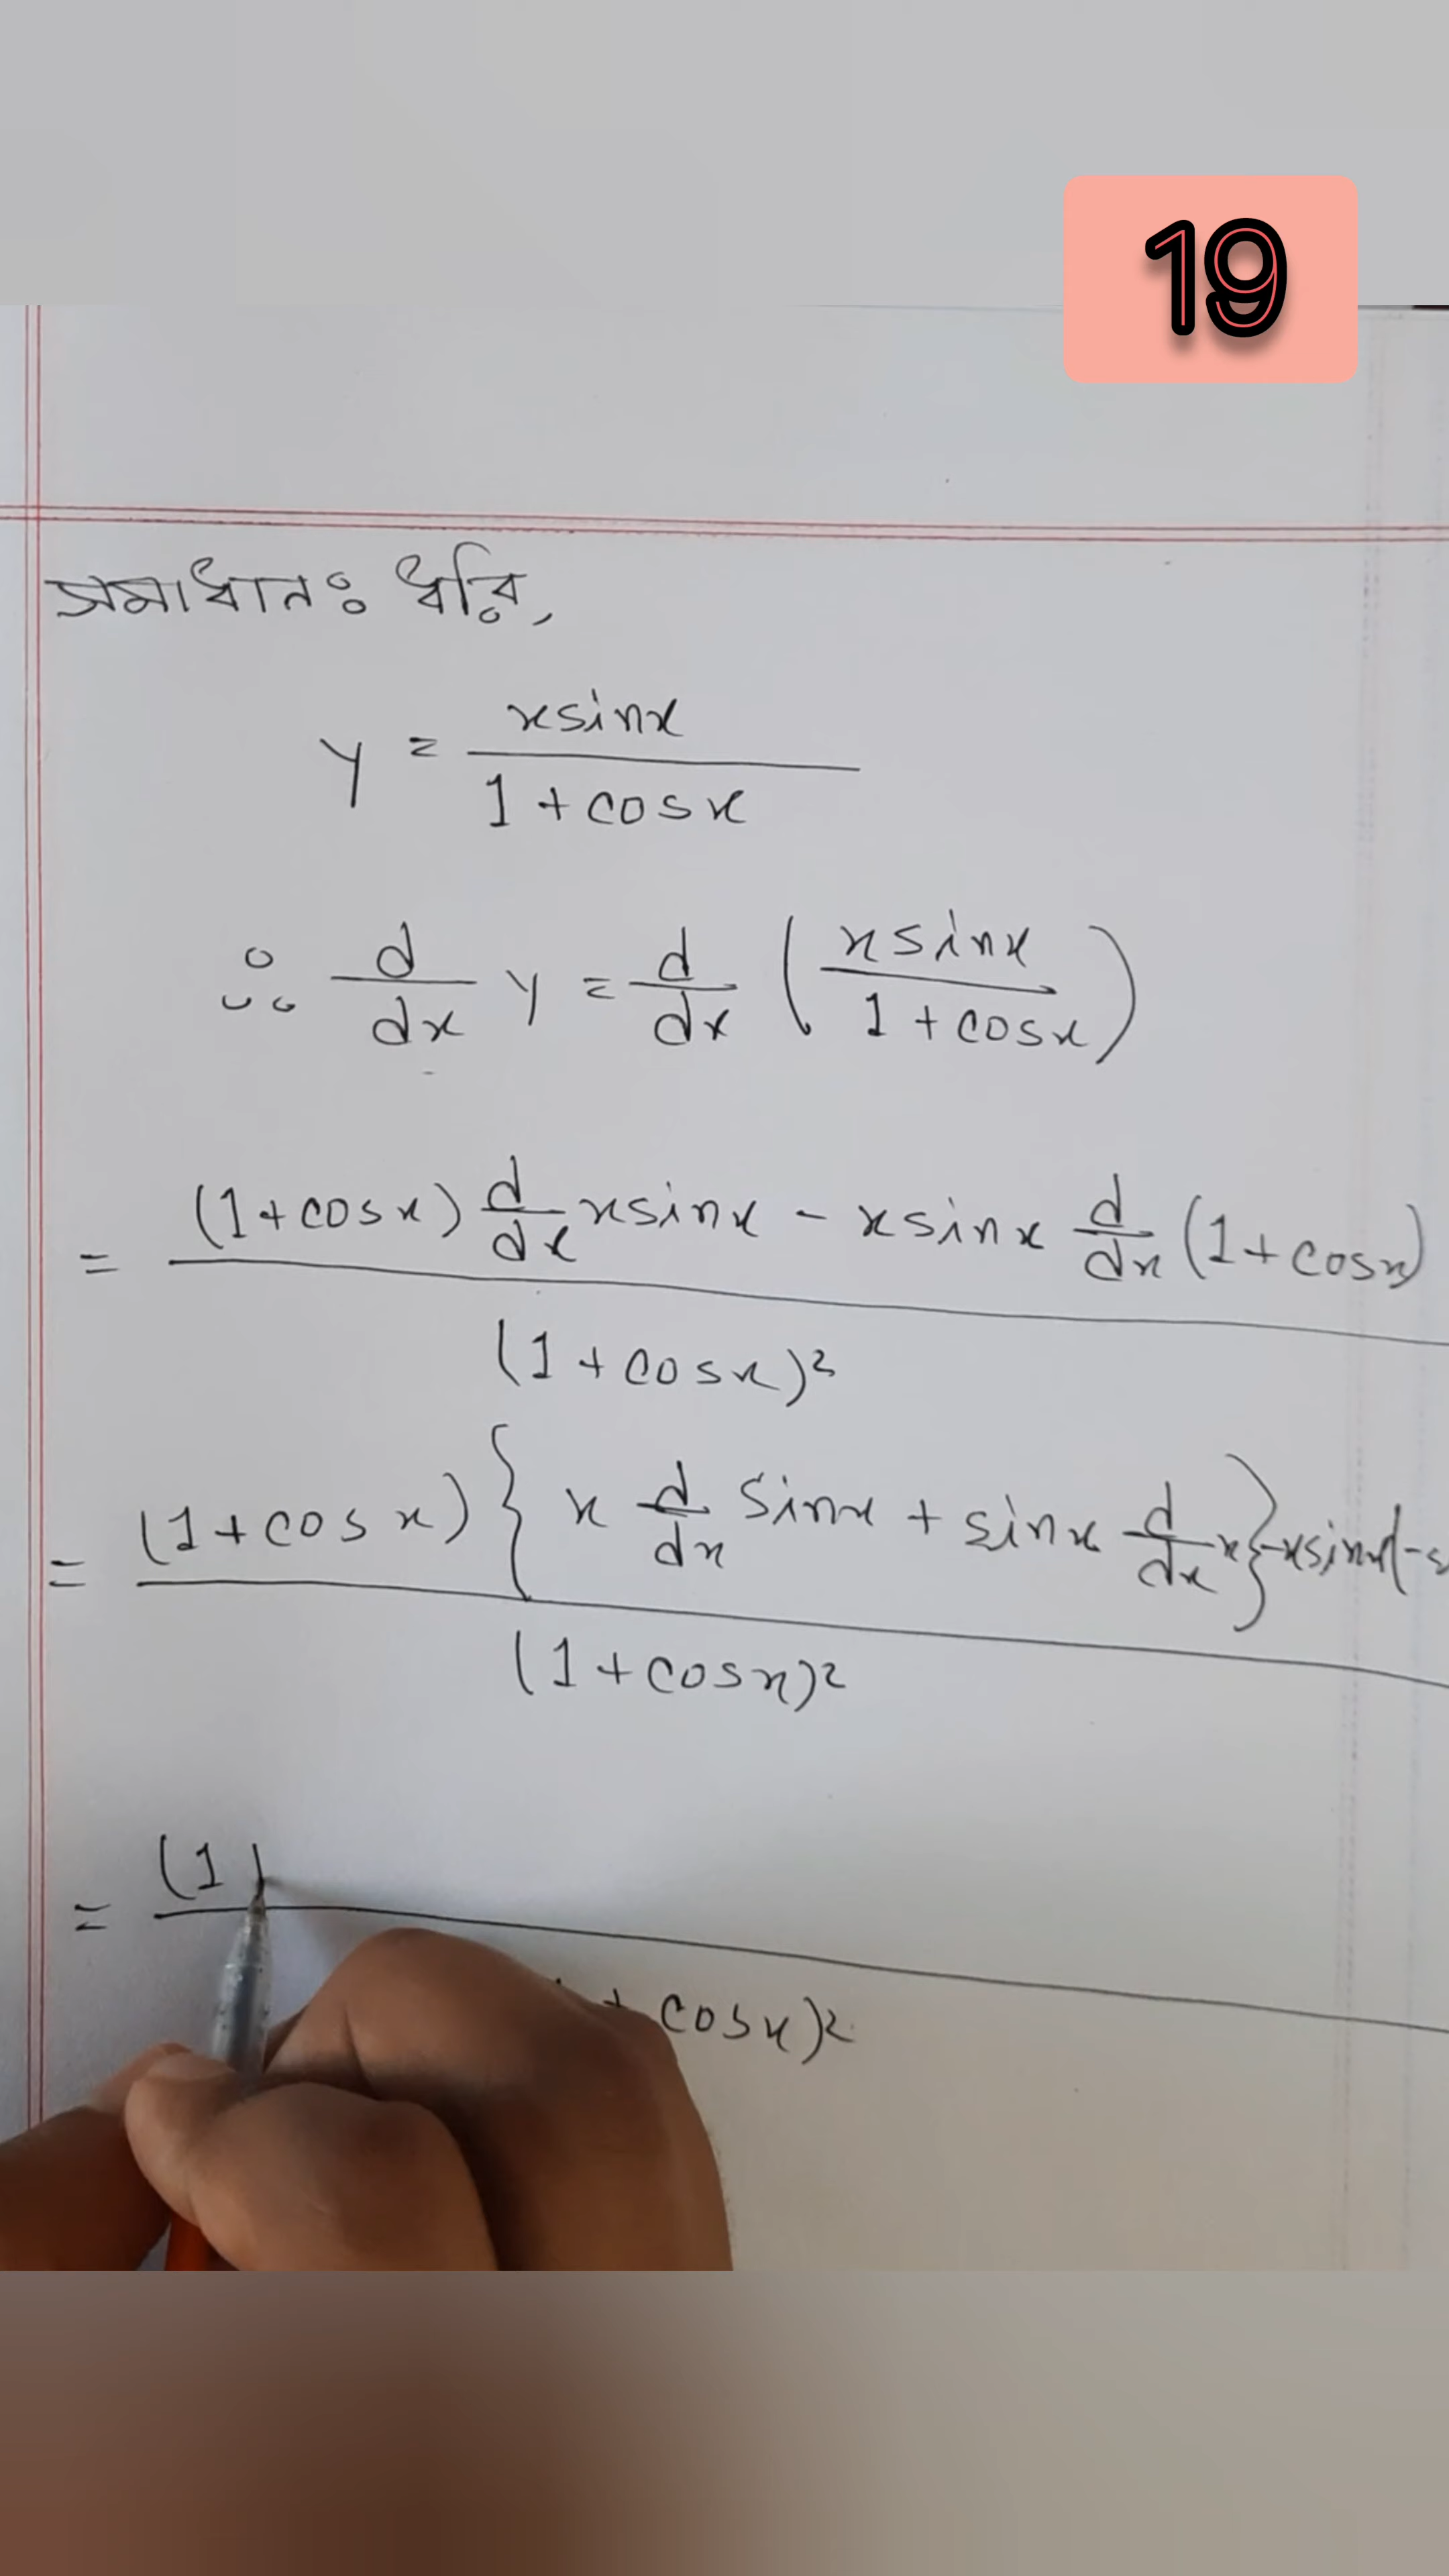 19
সমাধানঃ ধরি,
y = xsinx / 1 + cosx
∴ d/dx y = d/dx (xsinx / 1 + cosx)
= (1+cosx) d/dx xsinx - xsinx d/dx (1+cosx) / (1+cosx)²
= (1+cosx) { x d/dx sinx + sinx d/dx x} - xsinx(-s / (1+cosx)²
= (1 / + cosx)²